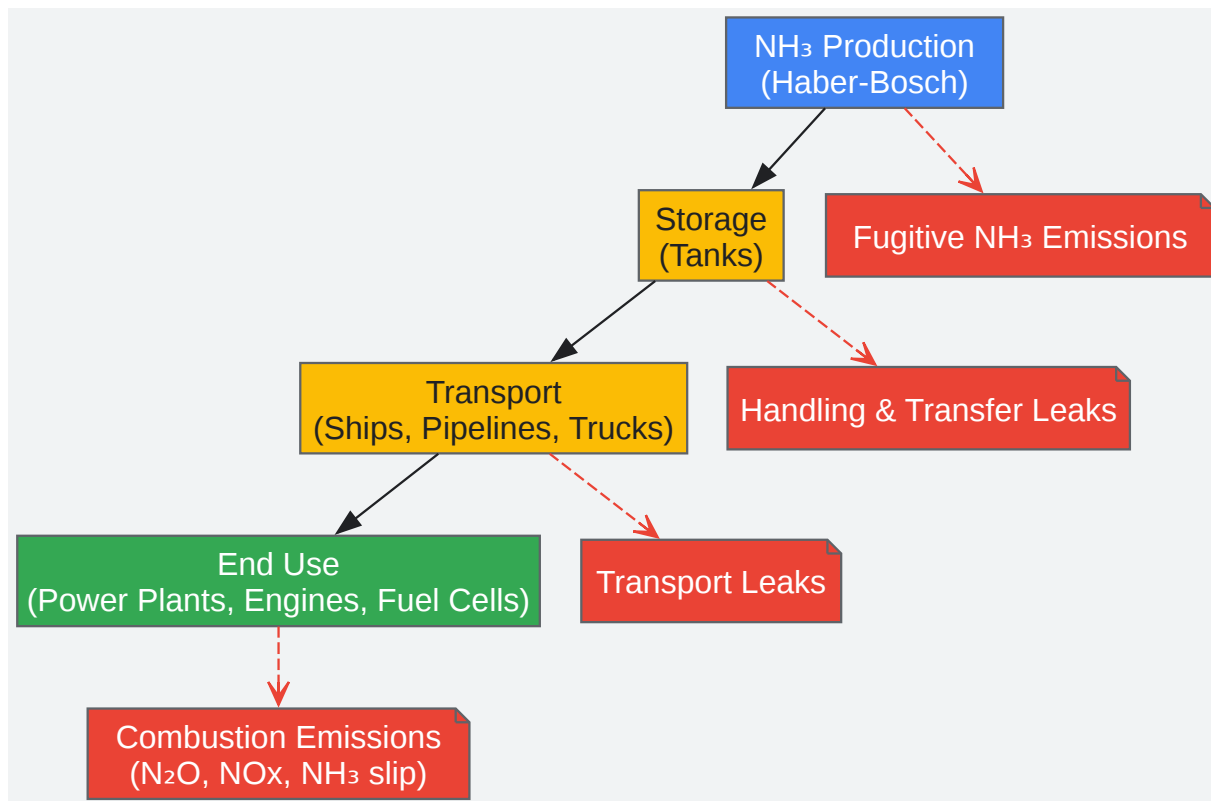 NH₃ Production
(Haber-Bosch)
Storage
(Tanks)
Fugitive NH₃ Emissions
Transport
(Ships, Pipelines, Trucks)
Handling & Transfer Leaks
End Use
(Power Plants, Engines, Fuel Cells)
Transport Leaks
Combustion Emissions
(N₂O, NOx, NH₃ slip)